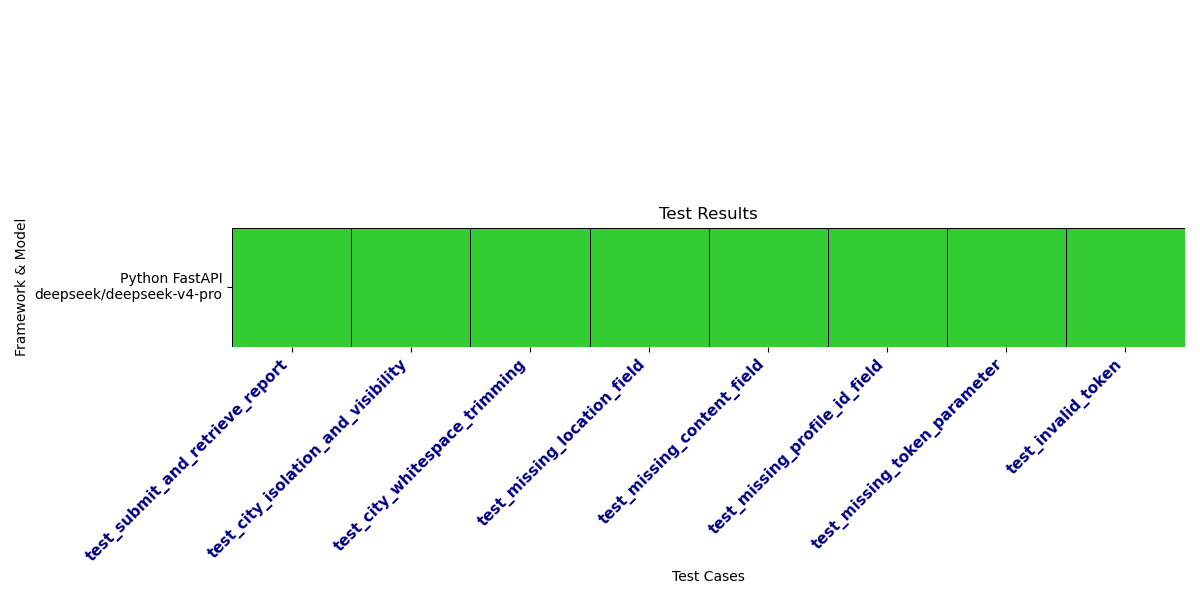 Test Results
Framework & Model
Python FastAPI
deepseek/deepseek-v4-pro
test_submit_and_retrieve_report
test_city_isolation_and_visibility
test_city_whitespace_trimming
test_missing_location_field
test_missing_content_field
test_missing_profile_id_field
test_missing_token_parameter
test_invalid_token
Test Cases